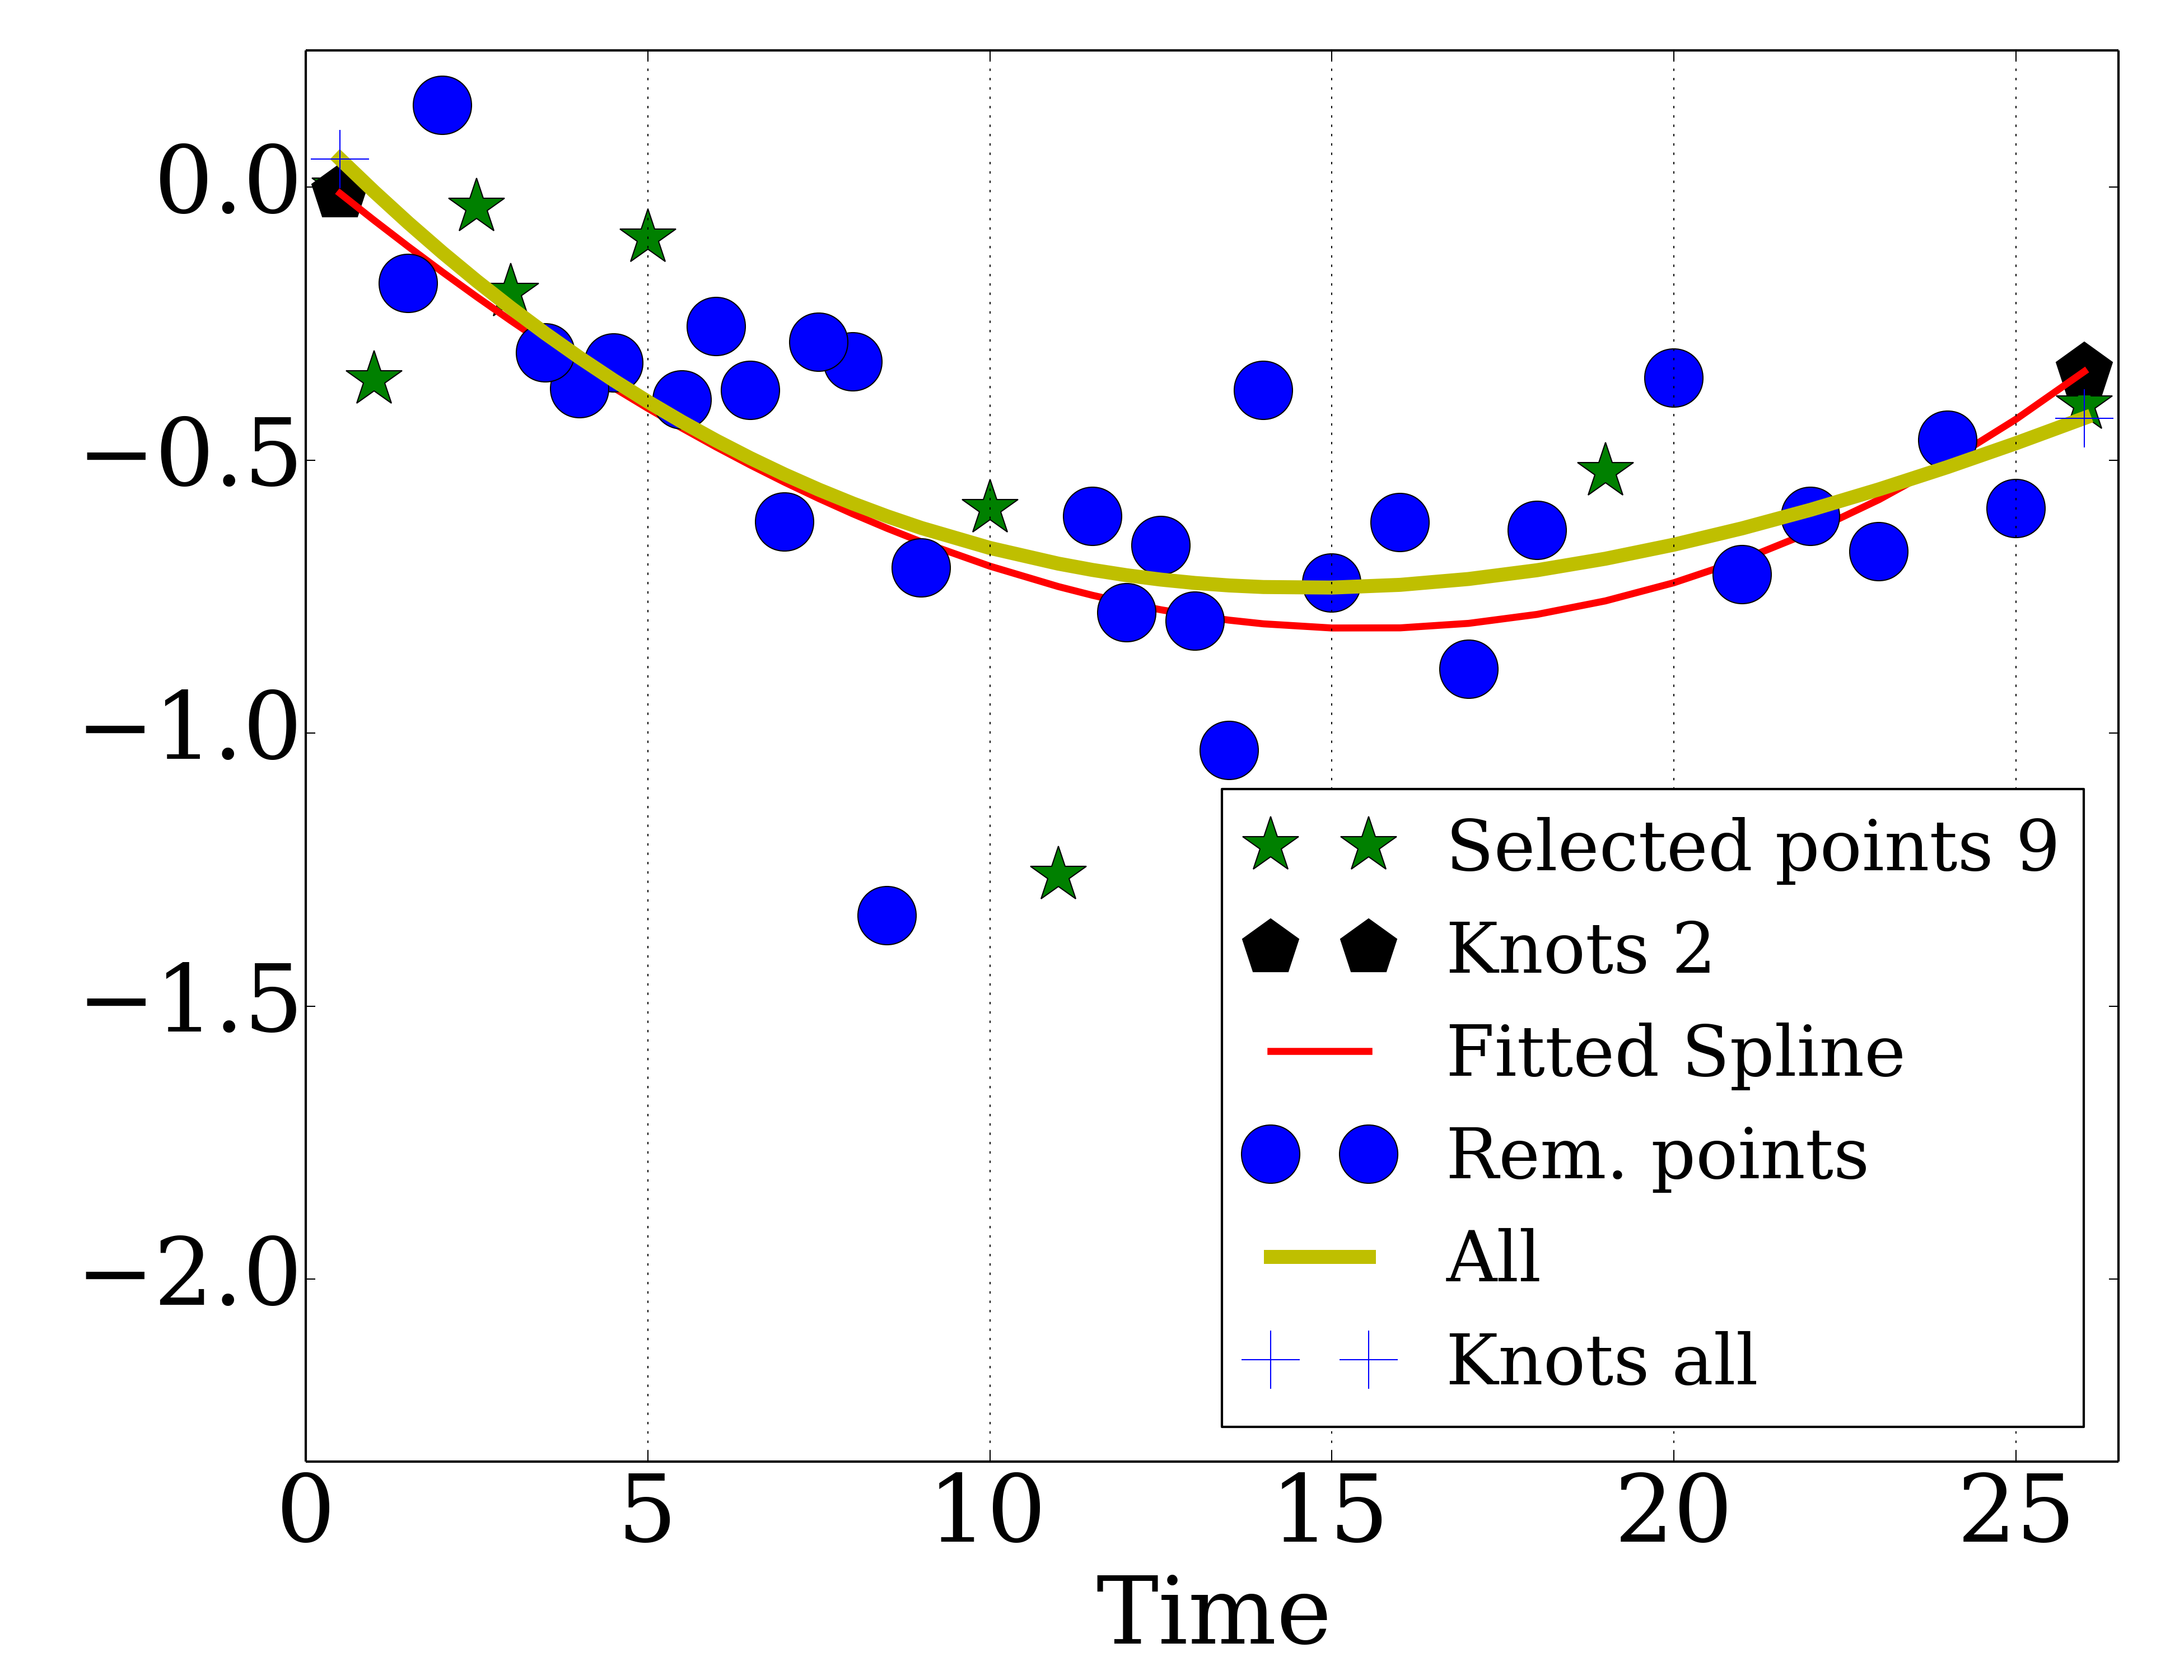 0.0
−0.5
−1.0
−1.5
−2.0
0 5 10 15 20 25
Time
Selected points 9
Knots 2
Fitted Spline
Rem. points
All
Knots all